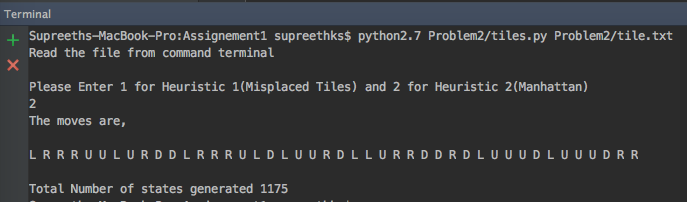 Terminal
Supreeths-MacBook-Pro:Assignement1 supreethks$ python2.7 Problem2/tiles.py Problem2/tile.txt
Read the file from command terminal
Please Enter 1 for Heuristic 1(Misplaced Tiles) and 2 for Heuristic 2(Manhattan)
2
The moves are,
L R R R U U L U R D D L R R R U L D L U U R D L L U R R D D R D L U U U D L U U U D R R
Total Number of states generated 1175